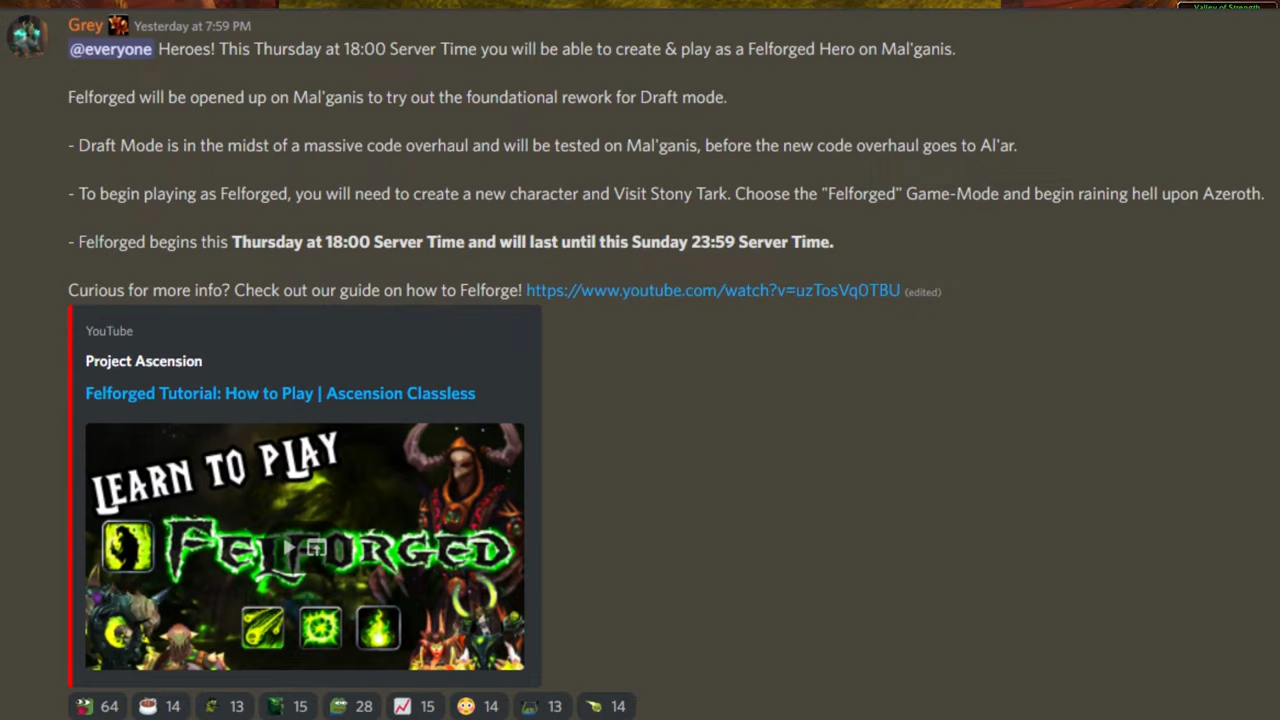 Valley of Strength
Grey Yesterday at 7:59 PM
@everyone Heroes! This Thursday at 18:00 Server Time you will be able to create & play as a Felforged Hero on Mal'ganis.
Felforged will be opened up on Mal'ganis to try out the foundational rework for Draft mode.
- Draft Mode is in the midst of a massive code overhaul and will be tested on Mal'ganis, before the new code overhaul goes to Al'ar.
- To begin playing as Felforged, you will need to create a new character and Visit Stony Tark. Choose the "Felforged" Game-Mode and begin raining hell upon Azeroth.
- Felforged begins this Thursday at 18:00 Server Time and will last until this Sunday 23:59 Server Time.
Curious for more info? Check out our guide on how to Felforge! https://www.youtube.com/watch?v=uzTosVq0TBU (edited)
YouTube
Project Ascension
Felforged Tutorial: How to Play | Ascension Classless
LEARN TO PLAY
FELFORGED
64 14 13 15 28 15 14 13 14